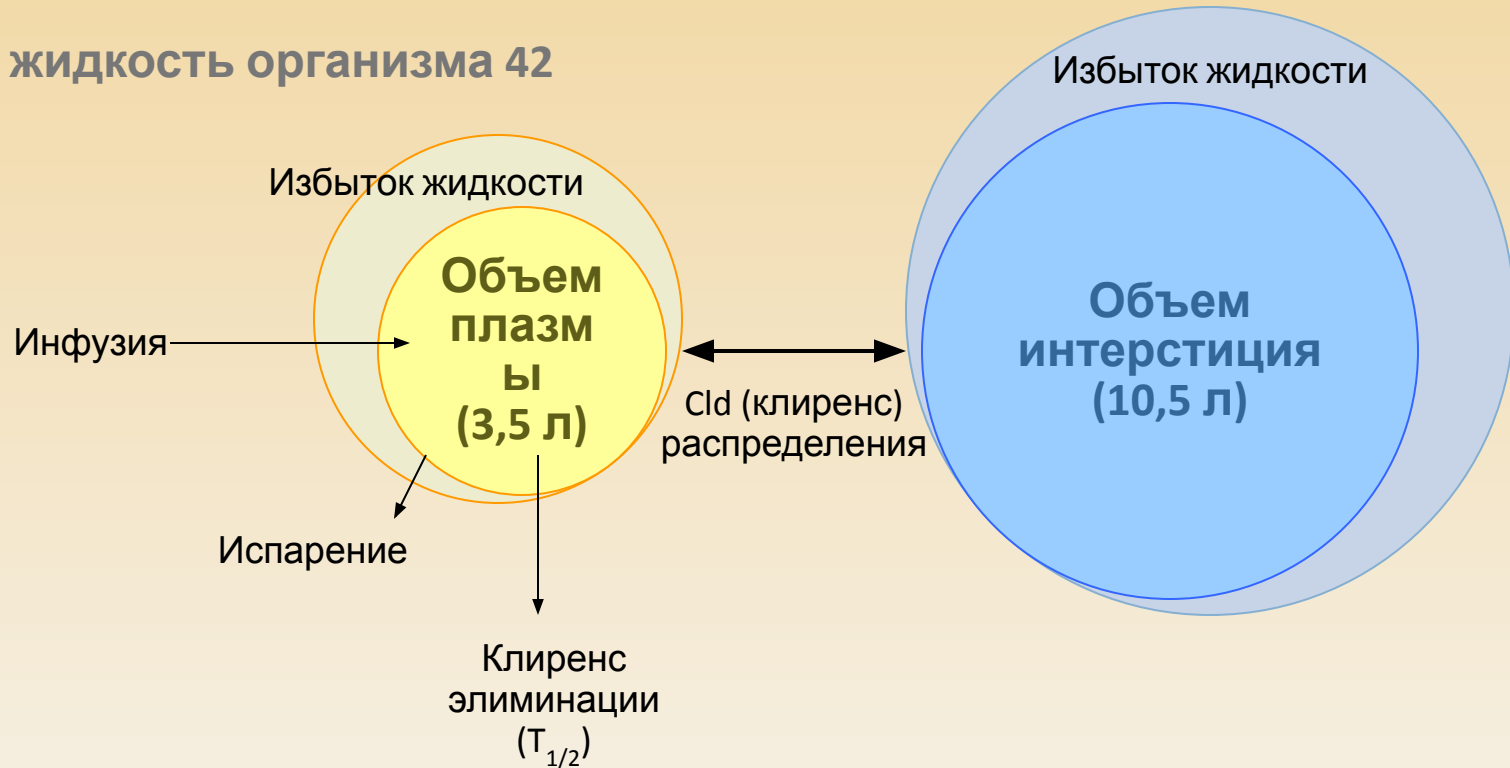 жидкость организма 42
Избыток жидкости
Избыток жидкости
Объем
плазм
ы
(3,5 л)
Объем
интерстиция
(10,5 л)
Инфузия
Cld (клиренс)
распределения
Испарение
Клиренс
элиминации
(T1/2)